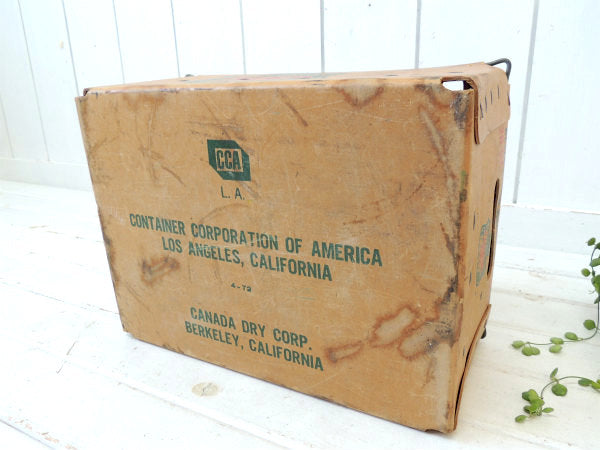 CCA
L. A.
CONTAINER CORPORATION OF AMERICA
LOS ANGELES, CALIFORNIA
4-73
CANADA DRY CORP.
BERKELEY, CALIFORNIA